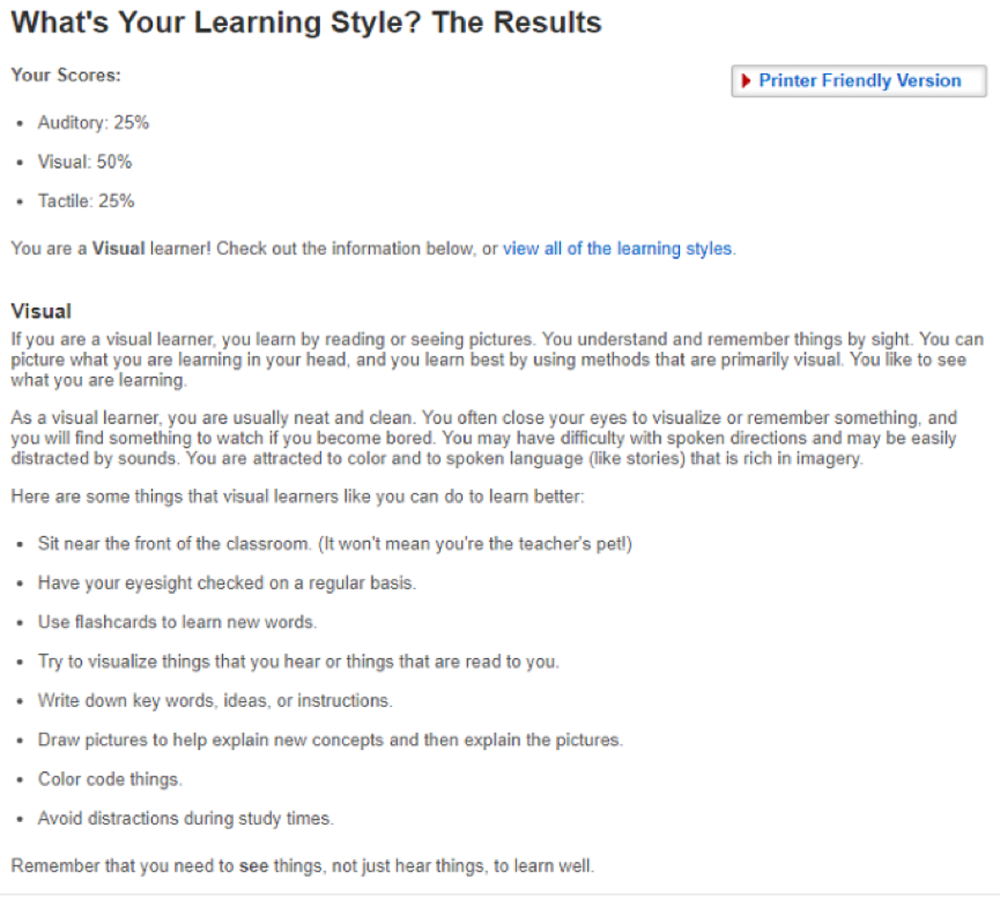 What's Your Learning Style? The Results
Your Scores:
Printer Friendly Version
• Auditory: 25%
• Visual: 50%
• Tactile: 25%
You are a Visual learner! Check out the information below, or view all of the learning styles.
Visual
If you are a visual learner, you learn by reading or seeing pictures. You understand and remember things by sight. You can
picture what you are learning in your head, and you learn best by using methods that are primarily visual. You like to see
what you are learning.
As a visual learner, you are usually neat and clean. You often close your eyes to visualize or remember something, and
you will find something to watch if you become bored. You may have difficulty with spoken directions and may be easily
distracted by sounds. You are attracted to color and to spoken language (like stories) that is rich in imagery.
Here are some things that visual learners like you can do to learn better:
• Sit near the front of the classroom. (It won't mean you're the teacher's pet!)
• Have your eyesight checked on a regular basis.
• Use flashcards to learn new words.
• Try to visualize things that you hear or things that are read to you.
• Write down key words, ideas, or instructions.
• Draw pictures to help explain new concepts and then explain the pictures.
• Color code things.
• Avoid distractions during study times.
Remember that you need to see things, not just hear things, to learn well.